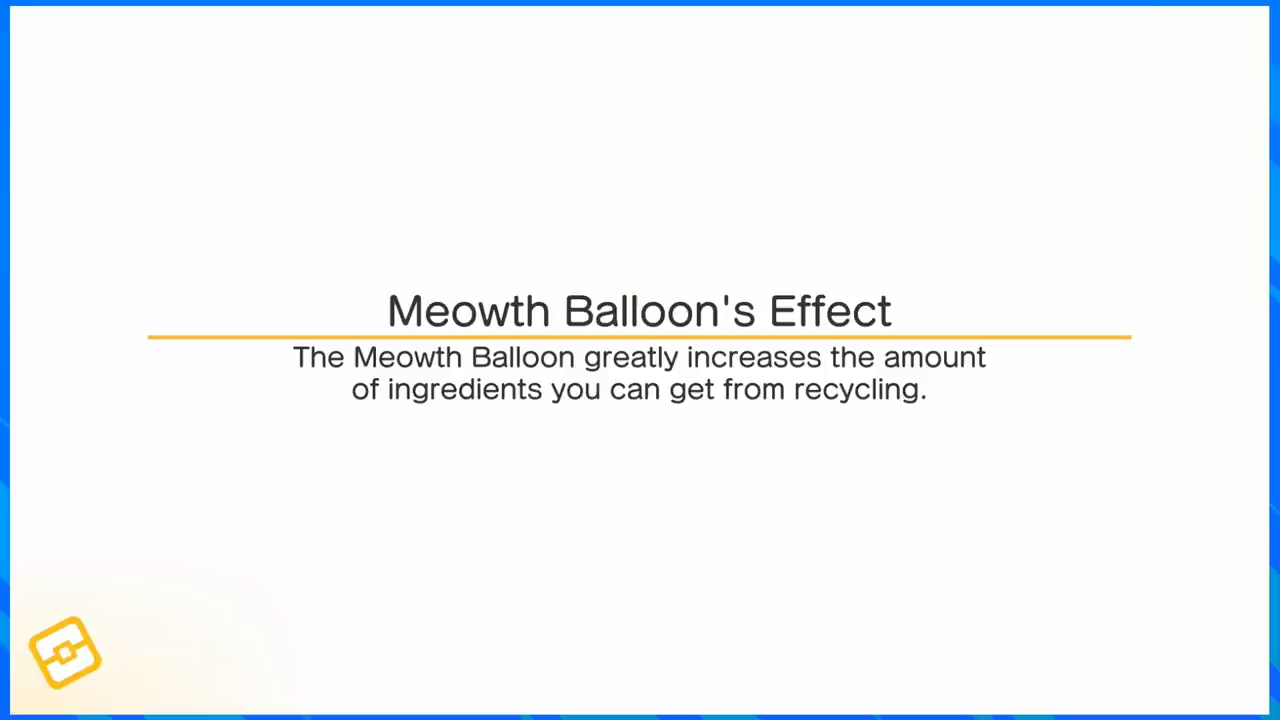 Meowth Balloon's Effect
The Meowth Balloon greatly increases the amount
of ingredients you can get from recycling.